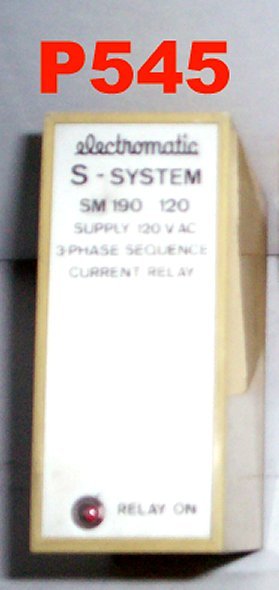 P545
electromatic
S - SYSTEM
SM 190 120
SUPPLY 120 V AC
3-PHASE SEQUENCE
CURRENT RELAY
RELAY ON